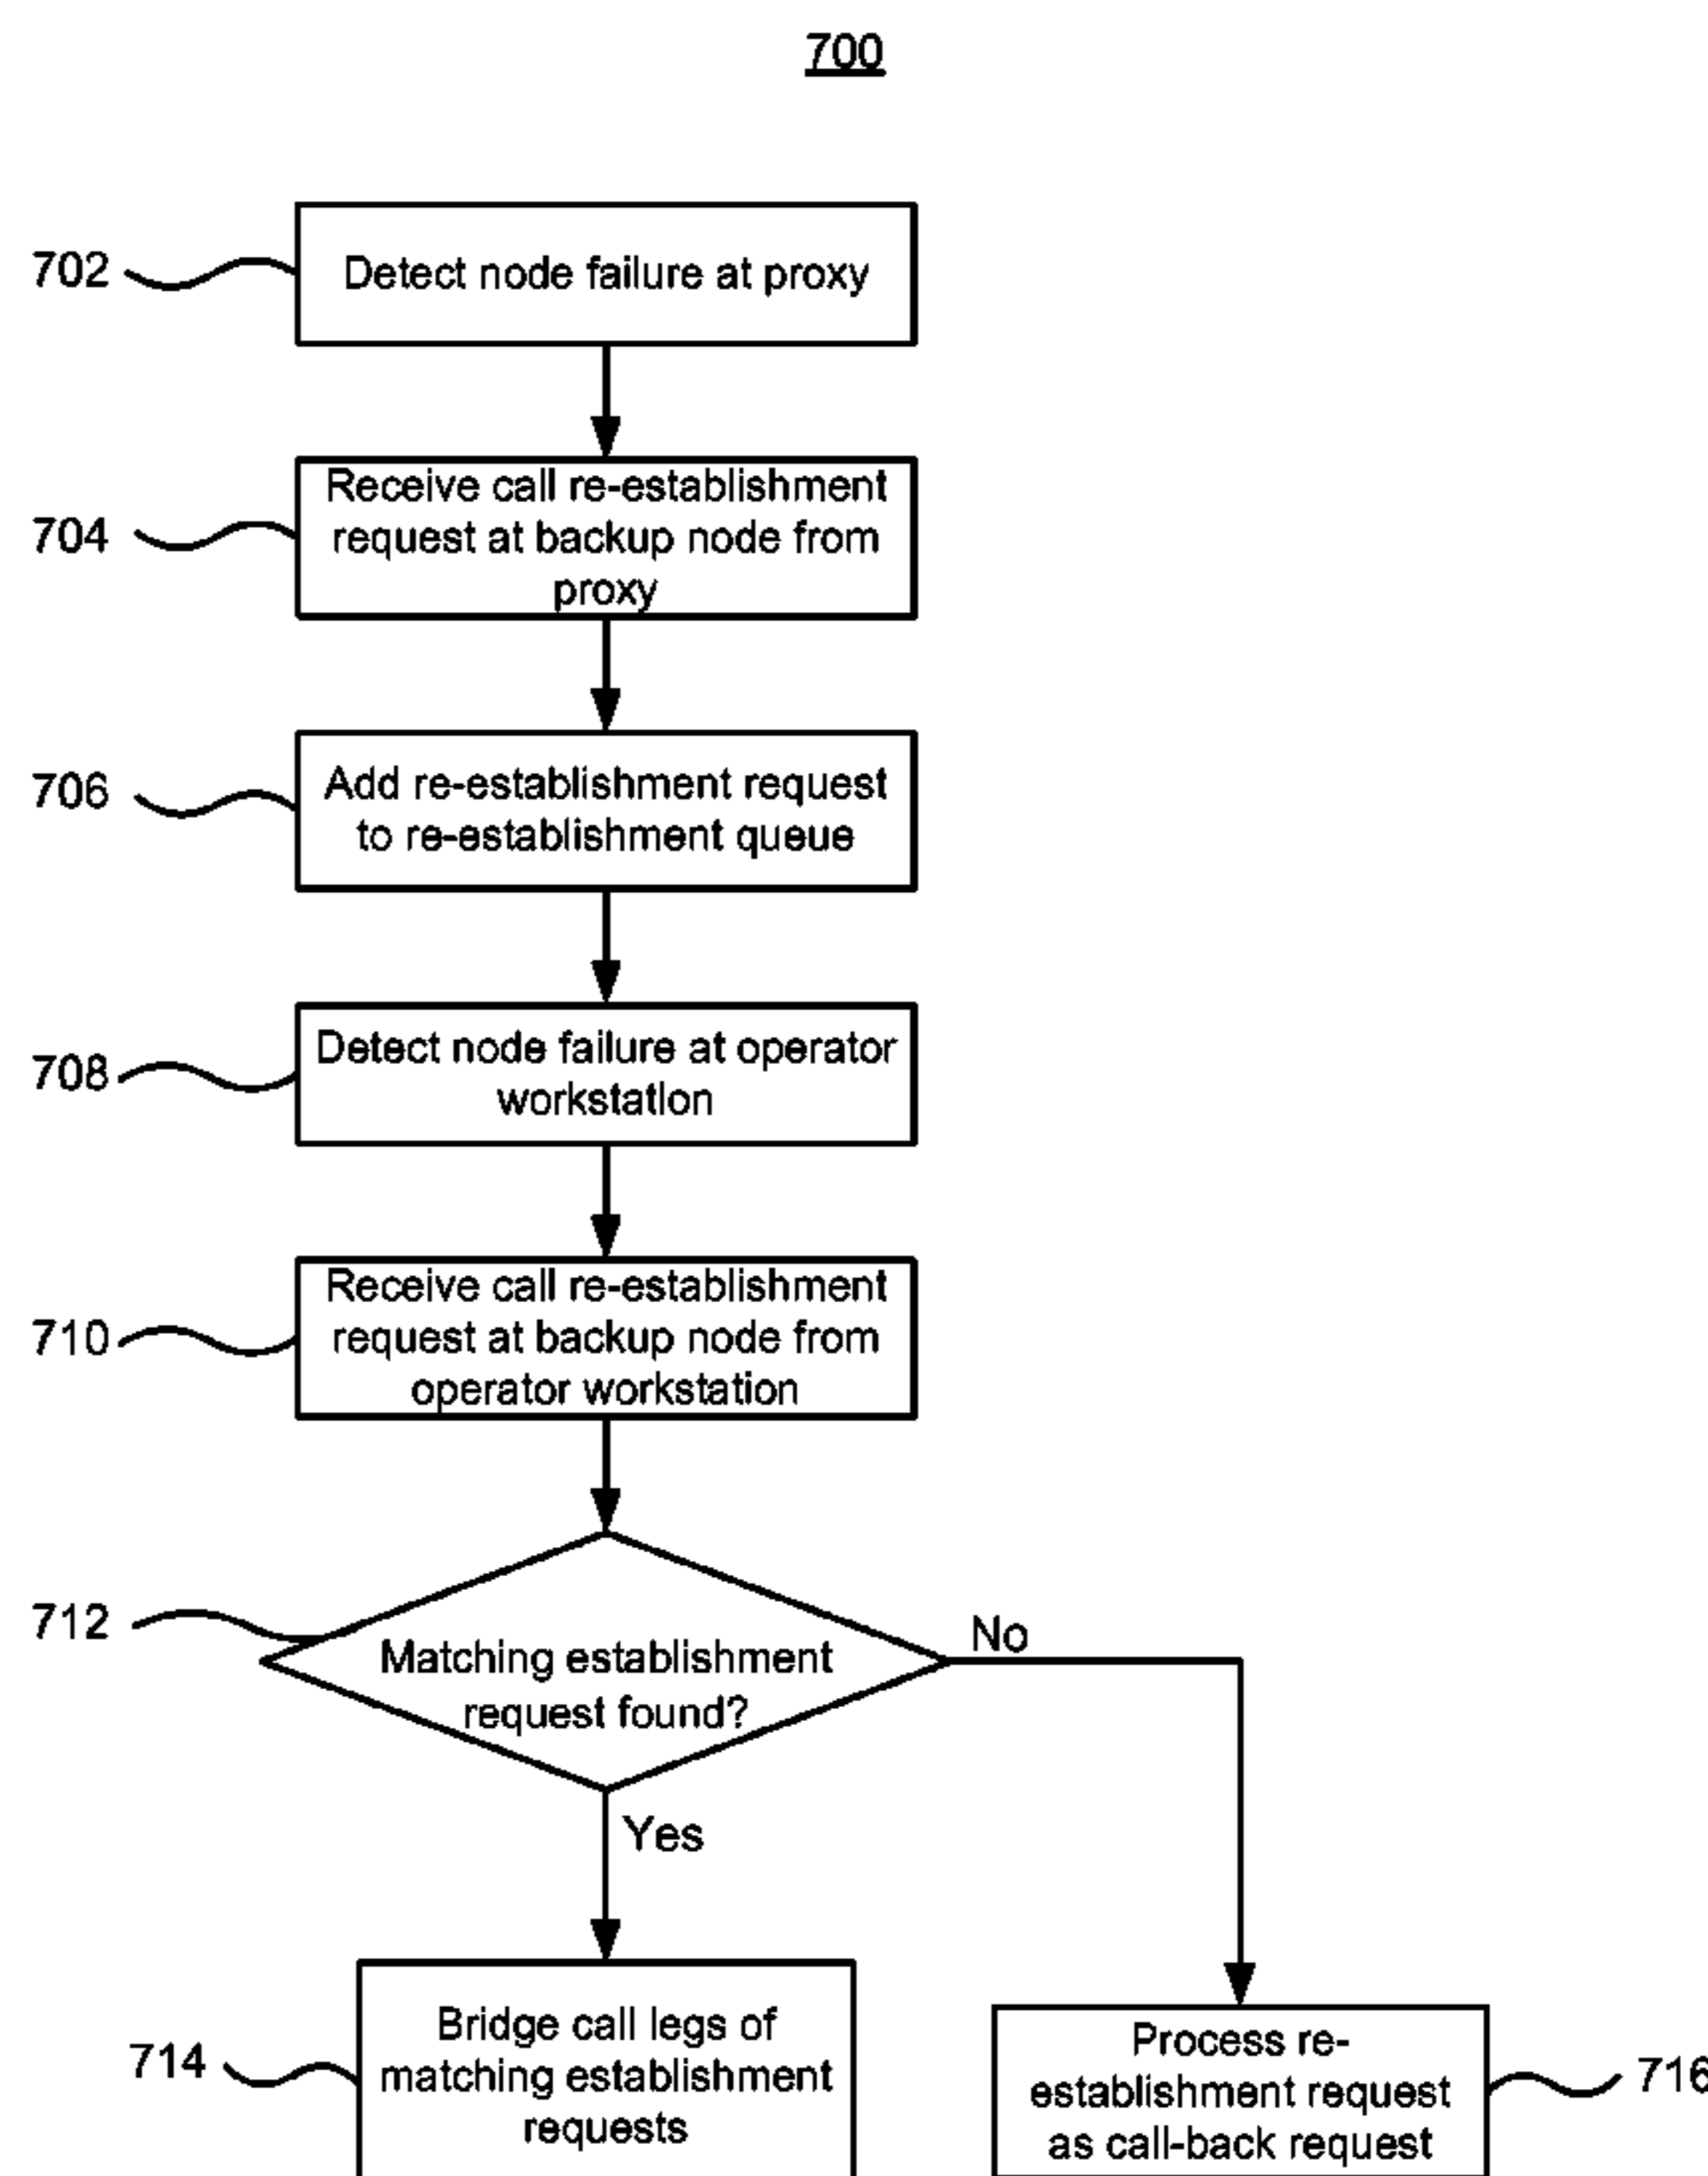 700
702
Detect node failure at proxy
704
Receive call re-establishment
request at backup node from
proxy
706
Add re-establishment request
to re-establishment queue
708
Detect node failure at operator
workstation
710
Receive call re-establishment
request at backup node from
operator workstation
712
Matching establishment
request found?
No
Yes
714
Bridge call legs of
matching establishment
requests
Process re-
establishment request
as call-back request
716